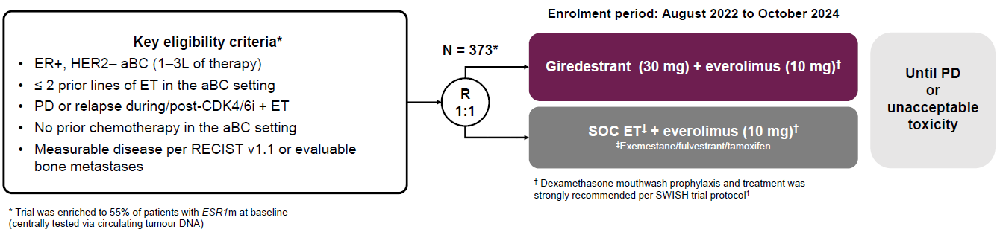 Enrolment period: August 2022 to October 2024
Key eligibility criteria*
• ER+, HER2– aBC (1–3L of therapy)
• ≤ 2 prior lines of ET in the aBC setting
• PD or relapse during/post-CDK4/6i + ET
• No prior chemotherapy in the aBC setting
• Measurable disease per RECIST v1.1 or evaluable
bone metastases
N = 373*
R
1:1
Giredestrant (30 mg) + everolimus (10 mg)†
SOC ET‡ + everolimus (10 mg)†
‡Exemestane/fulvestrant/tamoxifen
Until PD
or
unacceptable
toxicity
† Dexamethasone mouthwash prophylaxis and treatment was
strongly recommended per SWISH trial protocol¹
* Trial was enriched to 55% of patients with ESR1m at baseline
(centrally tested via circulating tumour DNA)